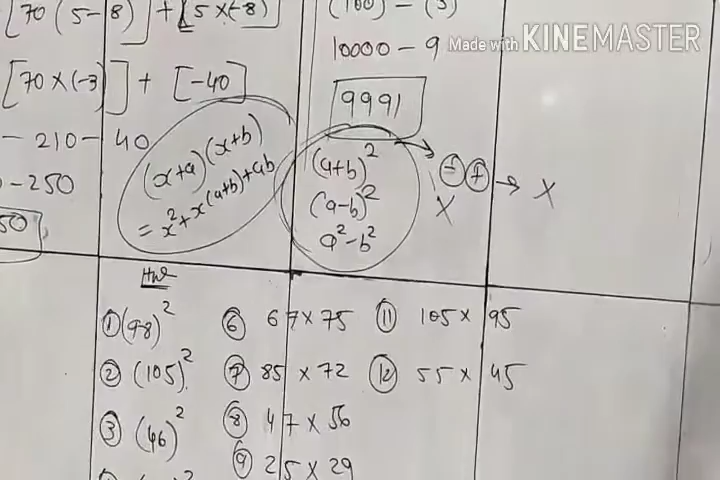 [70 (5-8)] + [5 ×(-8)]
[70 × (-3)] + [-40]
- 210 - 40
- 250
50
(100) - (3)
10000 - 9
9991
Made with KINEMASTER
(x+a)(x+b)
= x² + x(a+b) + ab
(a+b)²
(a-b)²
a²-b²
→ X
X
HW
① (98)²
② (105)²
③ (46)²
⑥ 67 × 75
⑦ 85 × 72
⑧ 47 × 56
⑨ 25 × 29
⑪ 105 × 95
⑫ 55 × 45